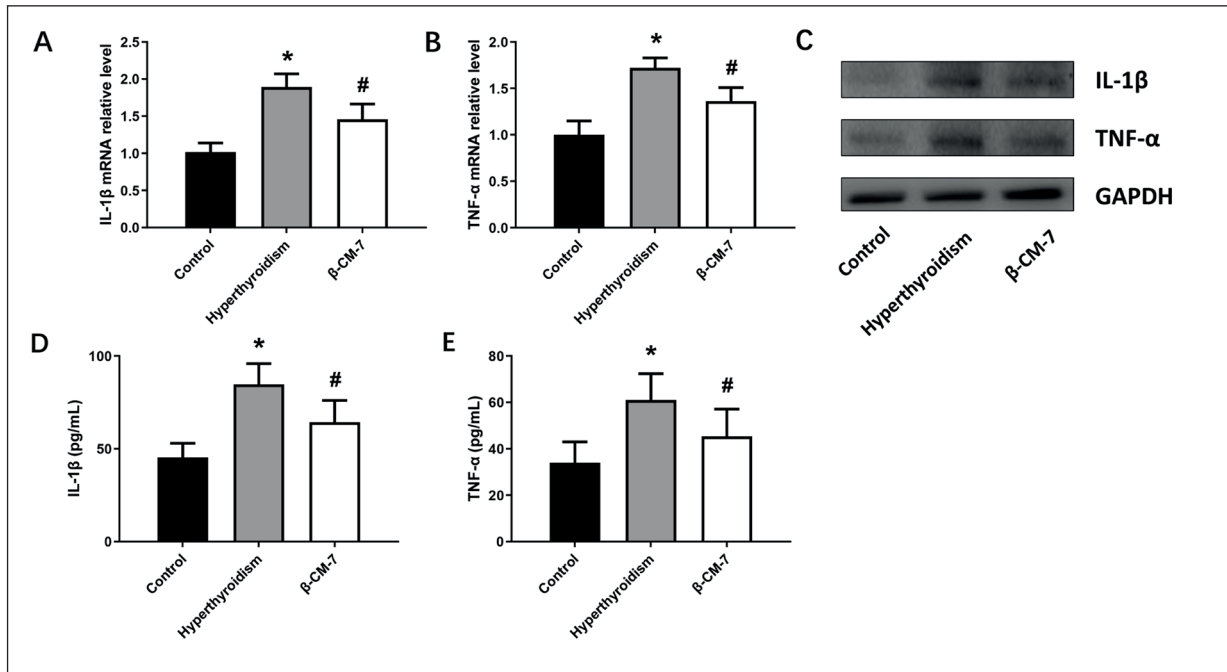 A
IL-1β mRNA relative level
2.5
2.0
1.5
1.0
0.5
0.0
*
#
Control
Hyperthyroidism
β-CM-7
B
TNF-α mRNA relative level
2.0
1.5
1.0
0.5
0.0
*
#
Control
Hyperthyroidism
β-CM-7
C
IL-1β
TNF-α
GAPDH
Control
Hyperthyroidism
β-CM-7
D
IL-1β (pg/mL)
100
50
0
*
#
Control
Hyperthyroidism
β-CM-7
E
TNF-α (pg/mL)
80
60
40
20
0
*
#
Control
Hyperthyroidism
β-CM-7